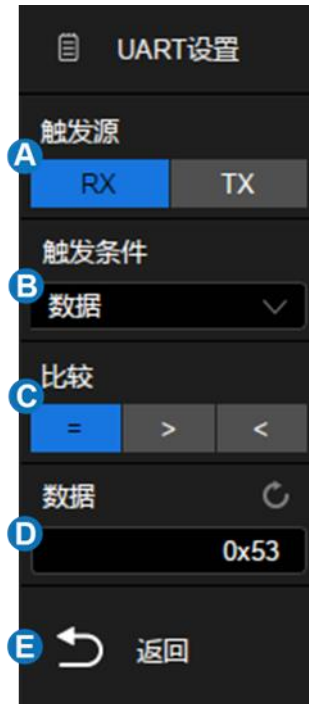 UART设置
触发源
A
RX TX
触发条件
B
数据
比较
C
= > <
数据
D
0x53
E 返回